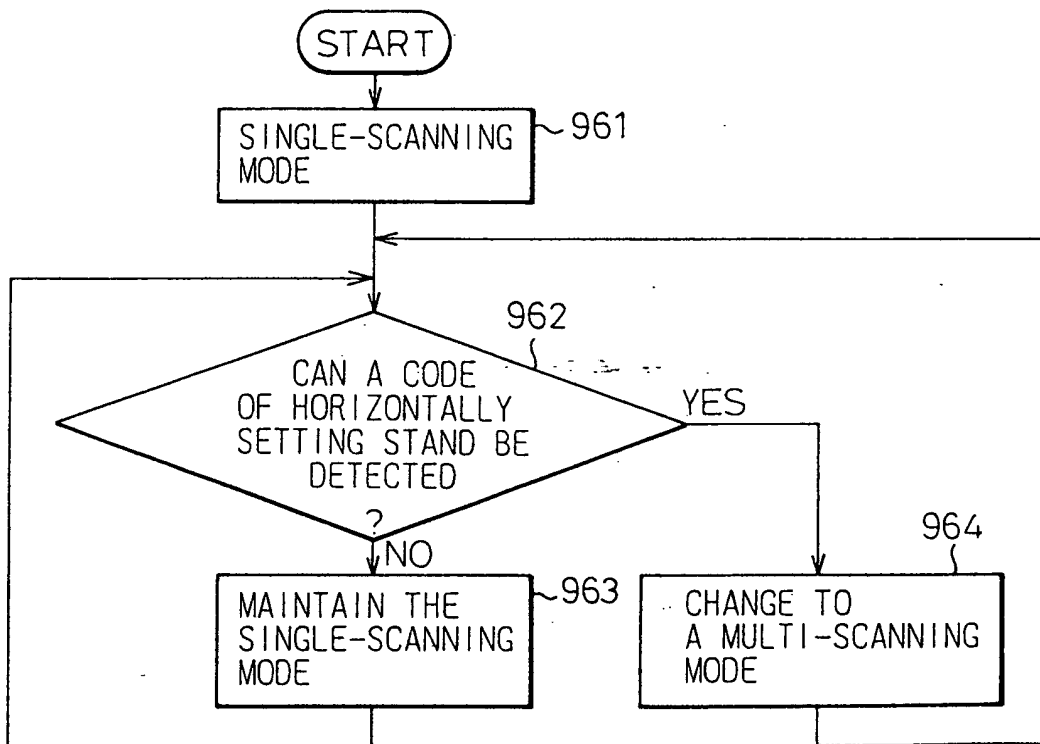 START
SINGLE-SCANNING
MODE
961
962
CAN A CODE
OF HORIZONTALLY
SETTING STAND BE
DETECTED
?
YES
NO
MAINTAIN THE
SINGLE-SCANNING
MODE
963
964
CHANGE TO
A MULTI-SCANNING
MODE